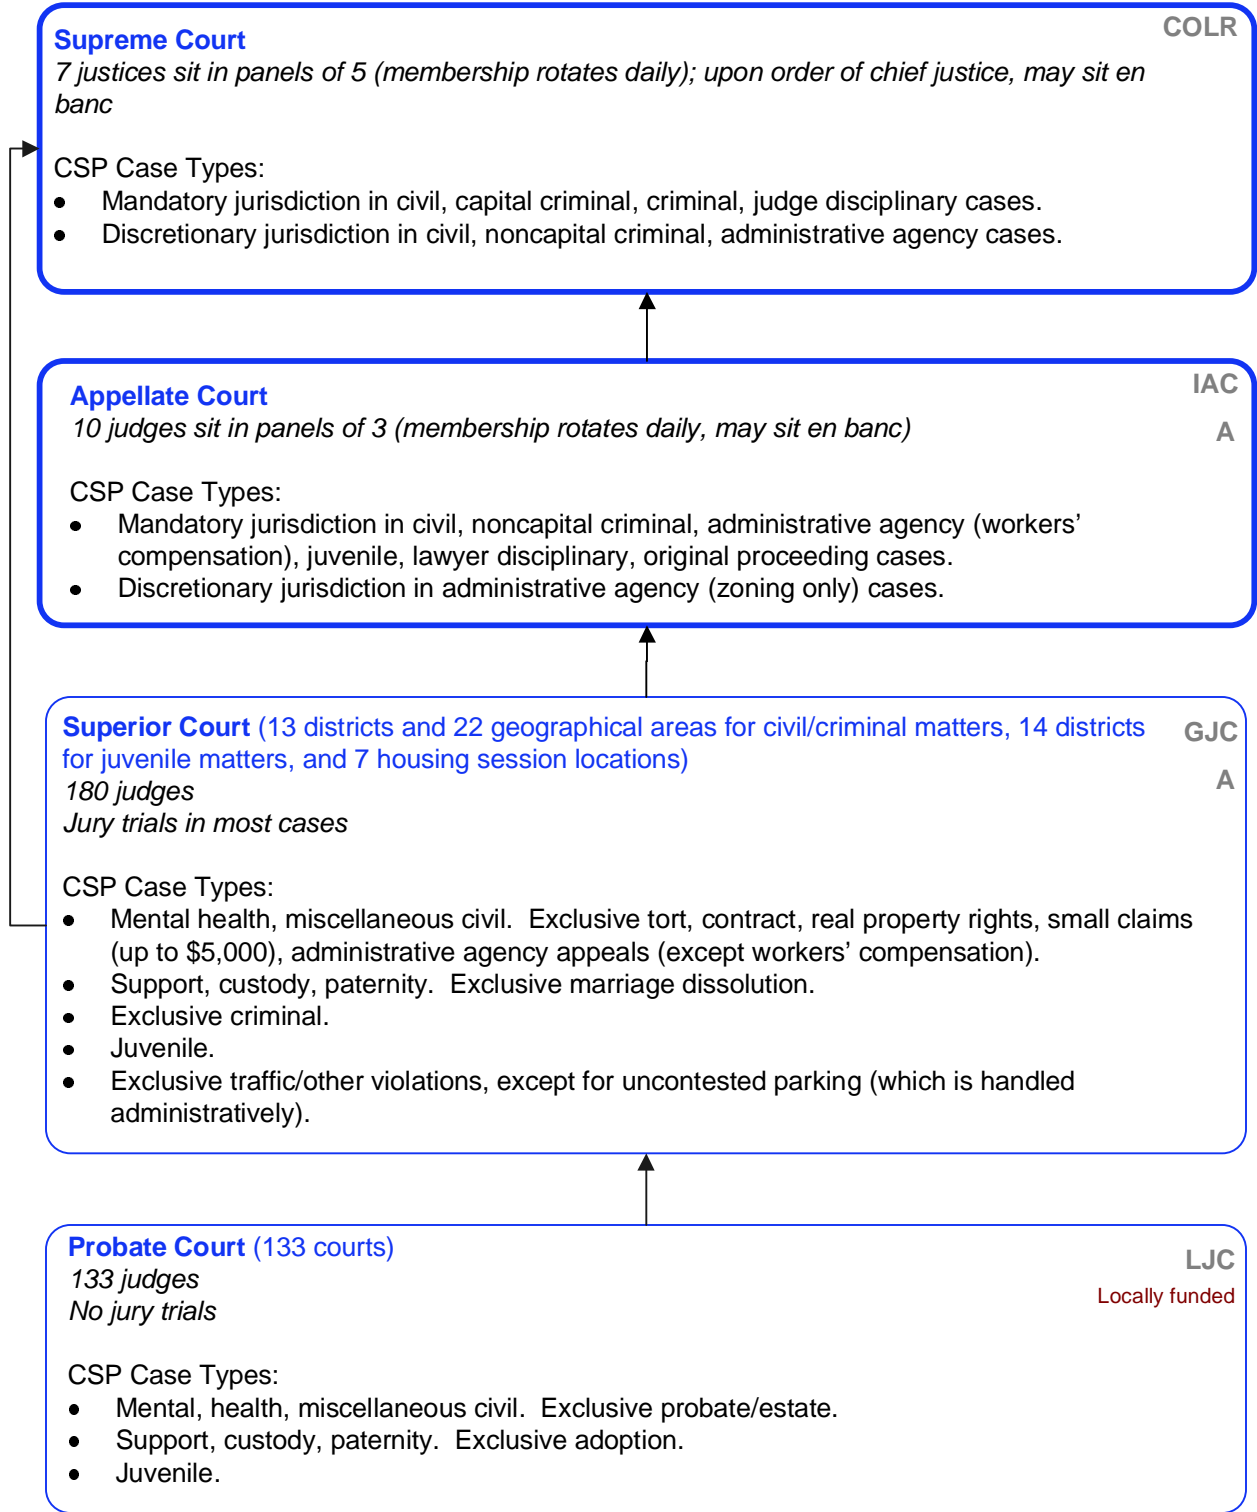 Supreme Court
COLR
7 justices sit in panels of 5 (membership rotates daily); upon order of chief justice, may sit en
banc
CSP Case Types:
• Mandatory jurisdiction in civil, capital criminal, criminal, judge disciplinary cases.
• Discretionary jurisdiction in civil, noncapital criminal, administrative agency cases.
Appellate Court
IAC
10 judges sit in panels of 3 (membership rotates daily, may sit en banc)
A
CSP Case Types:
• Mandatory jurisdiction in civil, noncapital criminal, administrative agency (workers'
compensation), juvenile, lawyer disciplinary, original proceeding cases.
• Discretionary jurisdiction in administrative agency (zoning only) cases.
Superior Court (13 districts and 22 geographical areas for civil/criminal matters, 14 districts
GJC
for juvenile matters, and 7 housing session locations)
A
180 judges
Jury trials in most cases
CSP Case Types:
• Mental health, miscellaneous civil. Exclusive tort, contract, real property rights, small claims
(up to $5,000), administrative agency appeals (except workers' compensation).
• Support, custody, paternity. Exclusive marriage dissolution.
• Exclusive criminal.
• Juvenile.
• Exclusive traffic/other violations, except for uncontested parking (which is handled
administratively).
Probate Court (133 courts)
LJC
133 judges
Locally funded
No jury trials
CSP Case Types:
• Mental, health, miscellaneous civil. Exclusive probate/estate.
• Support, custody, paternity. Exclusive adoption.
• Juvenile.